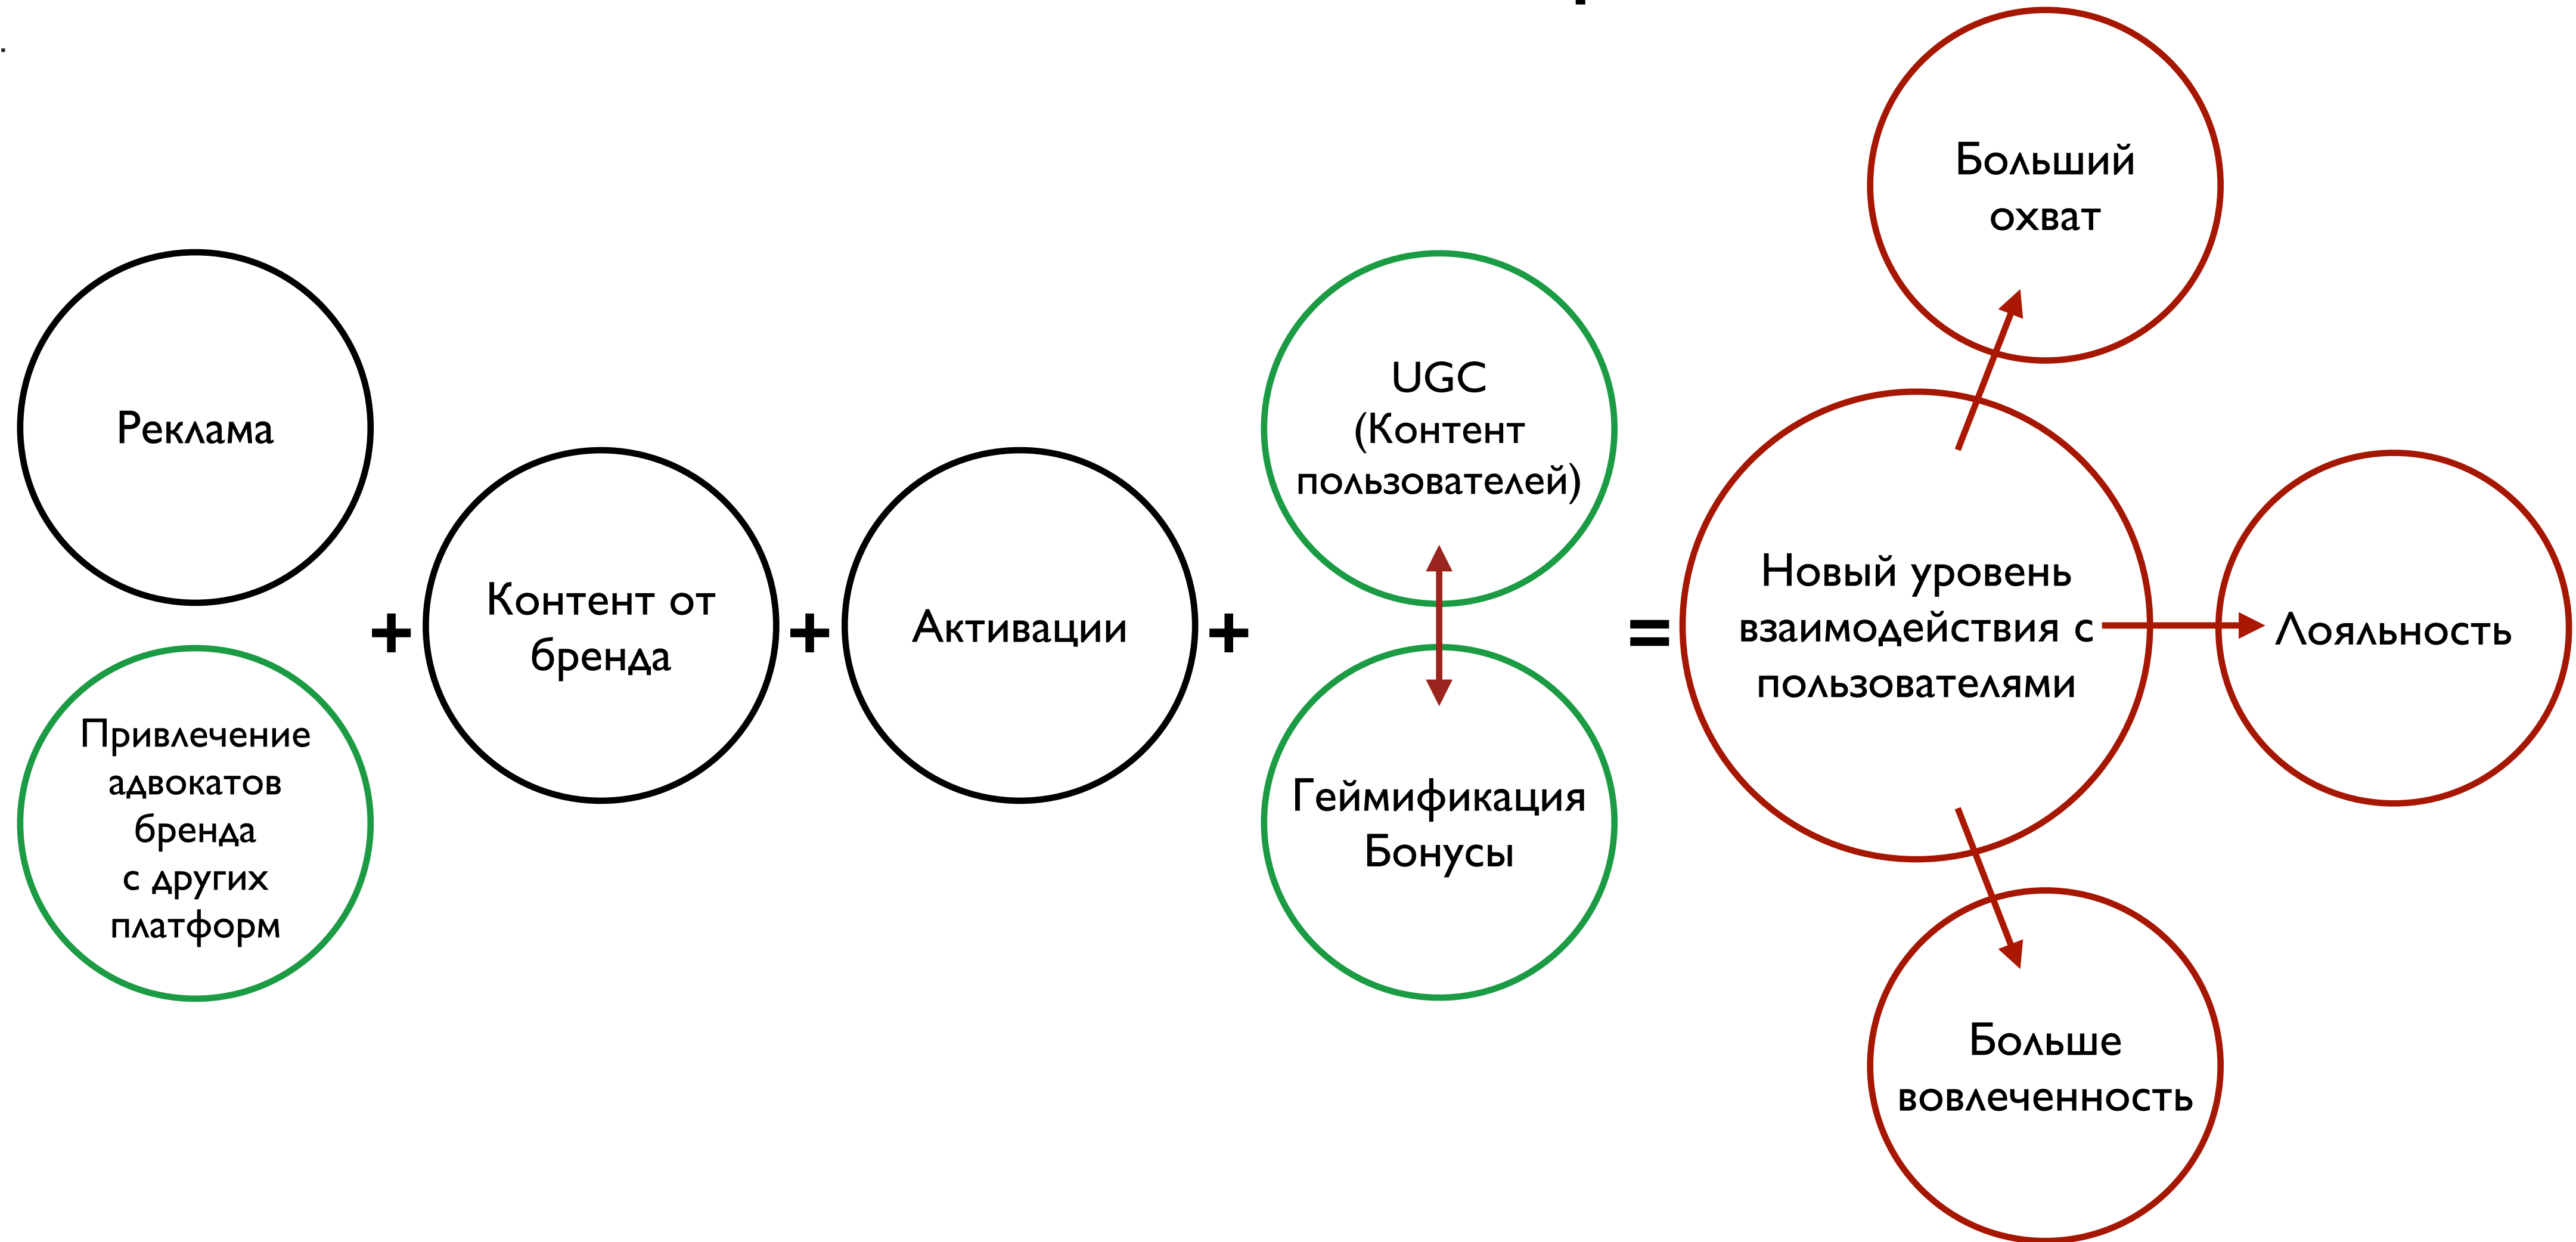 Реклама
Привлечение
адвокатов
бренда
с других
платформ
+
Контент от
бренда
+
Активации
+
UGC
(Контент
пользователей)
Геймификация
Бонусы
=
Новый уровень
взаимодействия с
пользователями
Больший
охват
Лояльность
Больше
вовлеченность